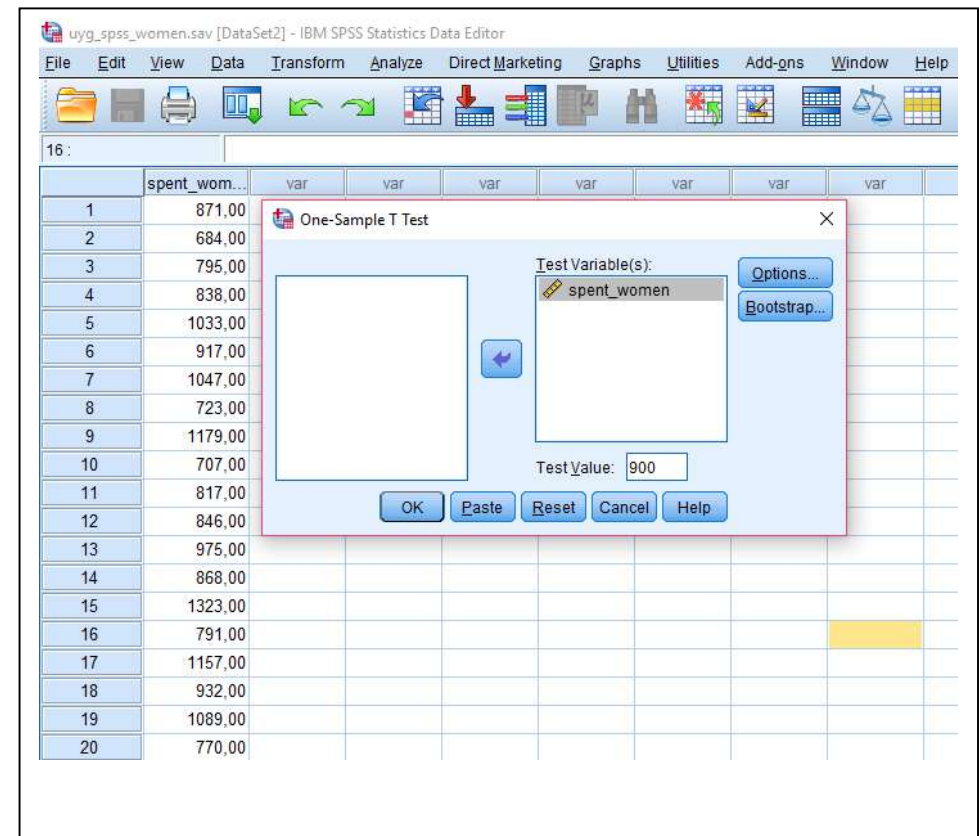 uyg_spss_women.sav [DataSet2] - IBM SPSS Statistics Data Editor
File Edit View Data Transform Analyze Direct Marketing Graphs Utilities Add-ons Window Help
16 :
spent_wom... var var var var var var var
1 871,00
2 684,00
3 795,00
4 838,00
5 1033,00
6 917,00
7 1047,00
8 723,00
9 1179,00
10 707,00
11 817,00
12 846,00
13 975,00
14 868,00
15 1323,00
16 791,00
17 1157,00
18 932,00
19 1089,00
20 770,00
One-Sample T Test
Test Variable(s):
spent_women
Options...
Bootstrap...
Test Value: 900
OK Paste Reset Cancel Help